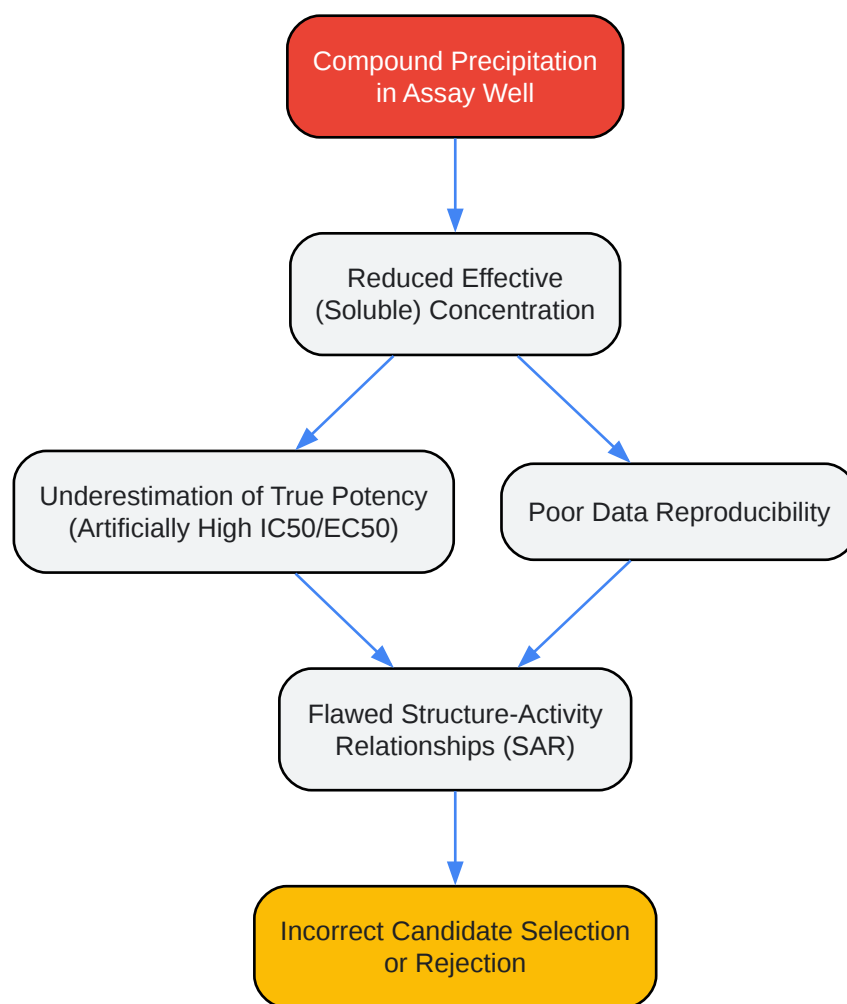 Compound Precipitation
in Assay Well
Reduced Effective
(Soluble) Concentration
Underestimation of True Potency
(Artificially High IC50/EC50)
Poor Data Reproducibility
Flawed Structure-Activity
Relationships (SAR)
Incorrect Candidate Selection
or Rejection